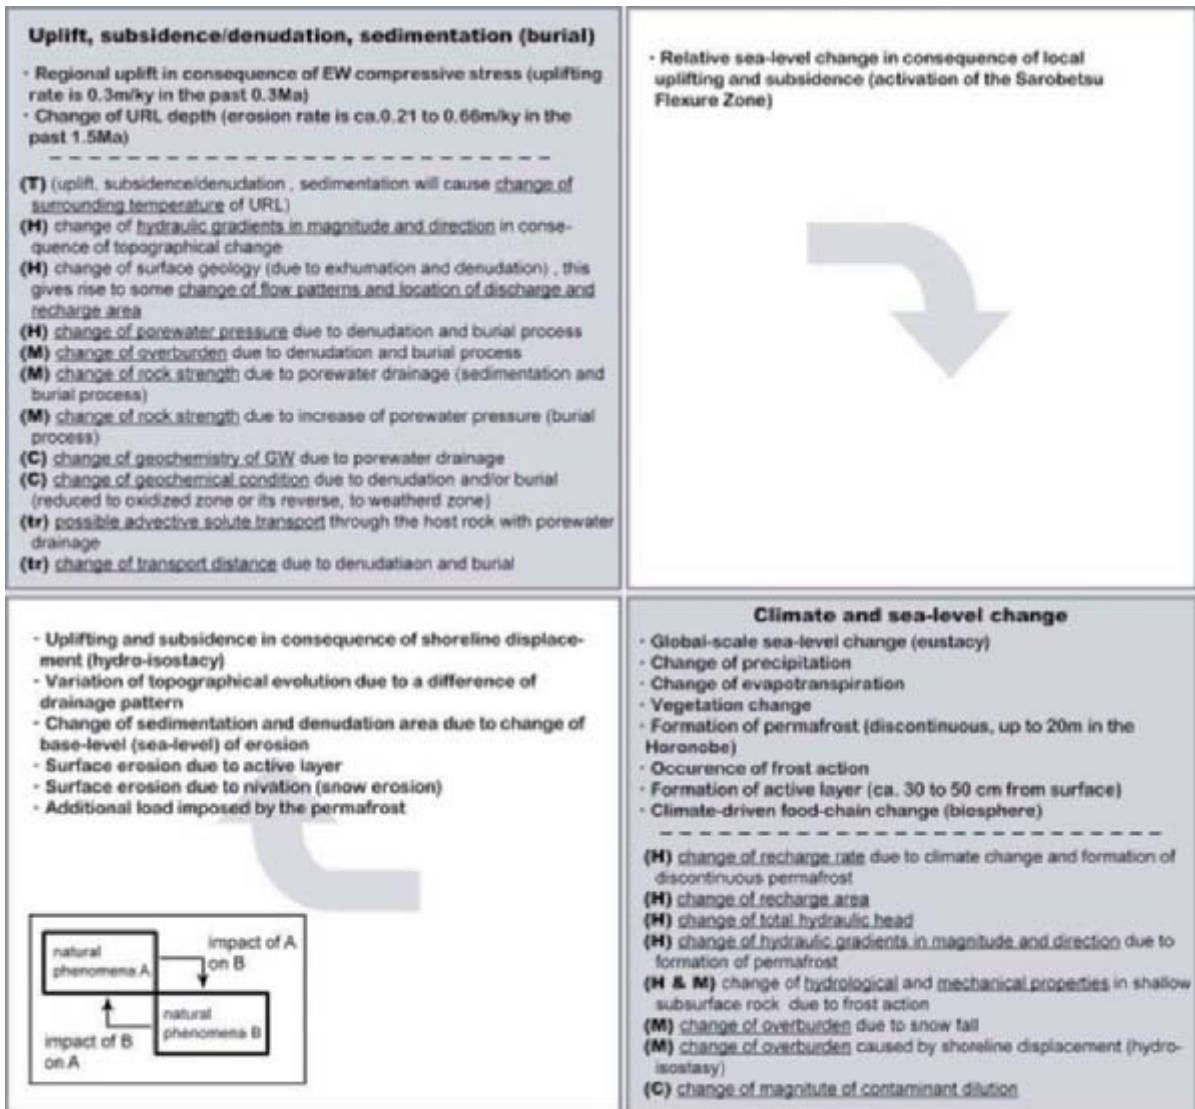 Uplift, subsidence/denudation, sedimentation (burial)
· Regional uplift in consequence of EW compressive stress (uplifting
rate is 0.3m/ky in the past 0.3Ma)
· Change of URL depth (erosion rate is ca.0.21 to 0.66m/ky in the
past 1.5Ma)
(T) (uplift, subsidence/denudation , sedimentation will cause change of
surrounding temperature of URL)
(H) change of hydraulic gradients in magnitude and direction in conse-
quence of topographical change
(H) change of surface geology (due to exhumation and denudation) , this
gives rise to some change of flow patterns and location of discharge and
recharge area
(H) change of porewater pressure due to denudation and burial process
(M) change of overburden due to denudation and burial process
(M) change of rock strength due to porewater drainage (sedimentation and
burial process)
(M) change of rock strength due to increase of porewater pressure (burial
process)
(C) change of geochemistry of GW due to porewater drainage
(C) change of geochemical condition due to denudation and/or burial
(reduced to oxidized zone or its reverse, to weatherd zone)
(tr) possible advective solute transport through the host rock with porewater
drainage
(tr) change of transport distance due to denudatiaon and burial
· Relative sea-level change in consequence of local
uplifting and subsidence (activation of the Sarobetsu
Flexure Zone)
· Uplifting and subsidence in consequence of shoreline displace-
ment (hydro-isostacy)
· Variation of topographical evolution due to a difference of
drainage pattern
· Change of sedimentation and denudation area due to change of
base-level (sea-level) of erosion
· Surface erosion due to active layer
· Surface erosion due to nivation (snow erosion)
· Additional load imposed by the permafrost
natural
phenomena A
impact of A
on B
impact of B
on A
natural
phenomena B
Climate and sea-level change
· Global-scale sea-level change (eustacy)
· Change of precipitation
· Change of evapotranspiration
· Vegetation change
· Formation of permafrost (discontinuous, up to 20m in the
Horonobe)
· Occurence of frost action
· Formation of active layer (ca. 30 to 50 cm from surface)
· Climate-driven food-chain change (biosphere)
(H) change of recharge rate due to climate change and formation of
discontinuous permafrost
(H) change of recharge area
(H) change of total hydraulic head
(H) change of hydraulic gradients in magnitude and direction due to
formation of permafrost
(H & M) change of hydrological and mechanical properties in shallow
subsurface rock due to frost action
(M) change of overburden due to snow fall
(M) change of overburden caused by shoreline displacement (hydro-
isostasy)
(C) change of magnitute of contaminant dilution